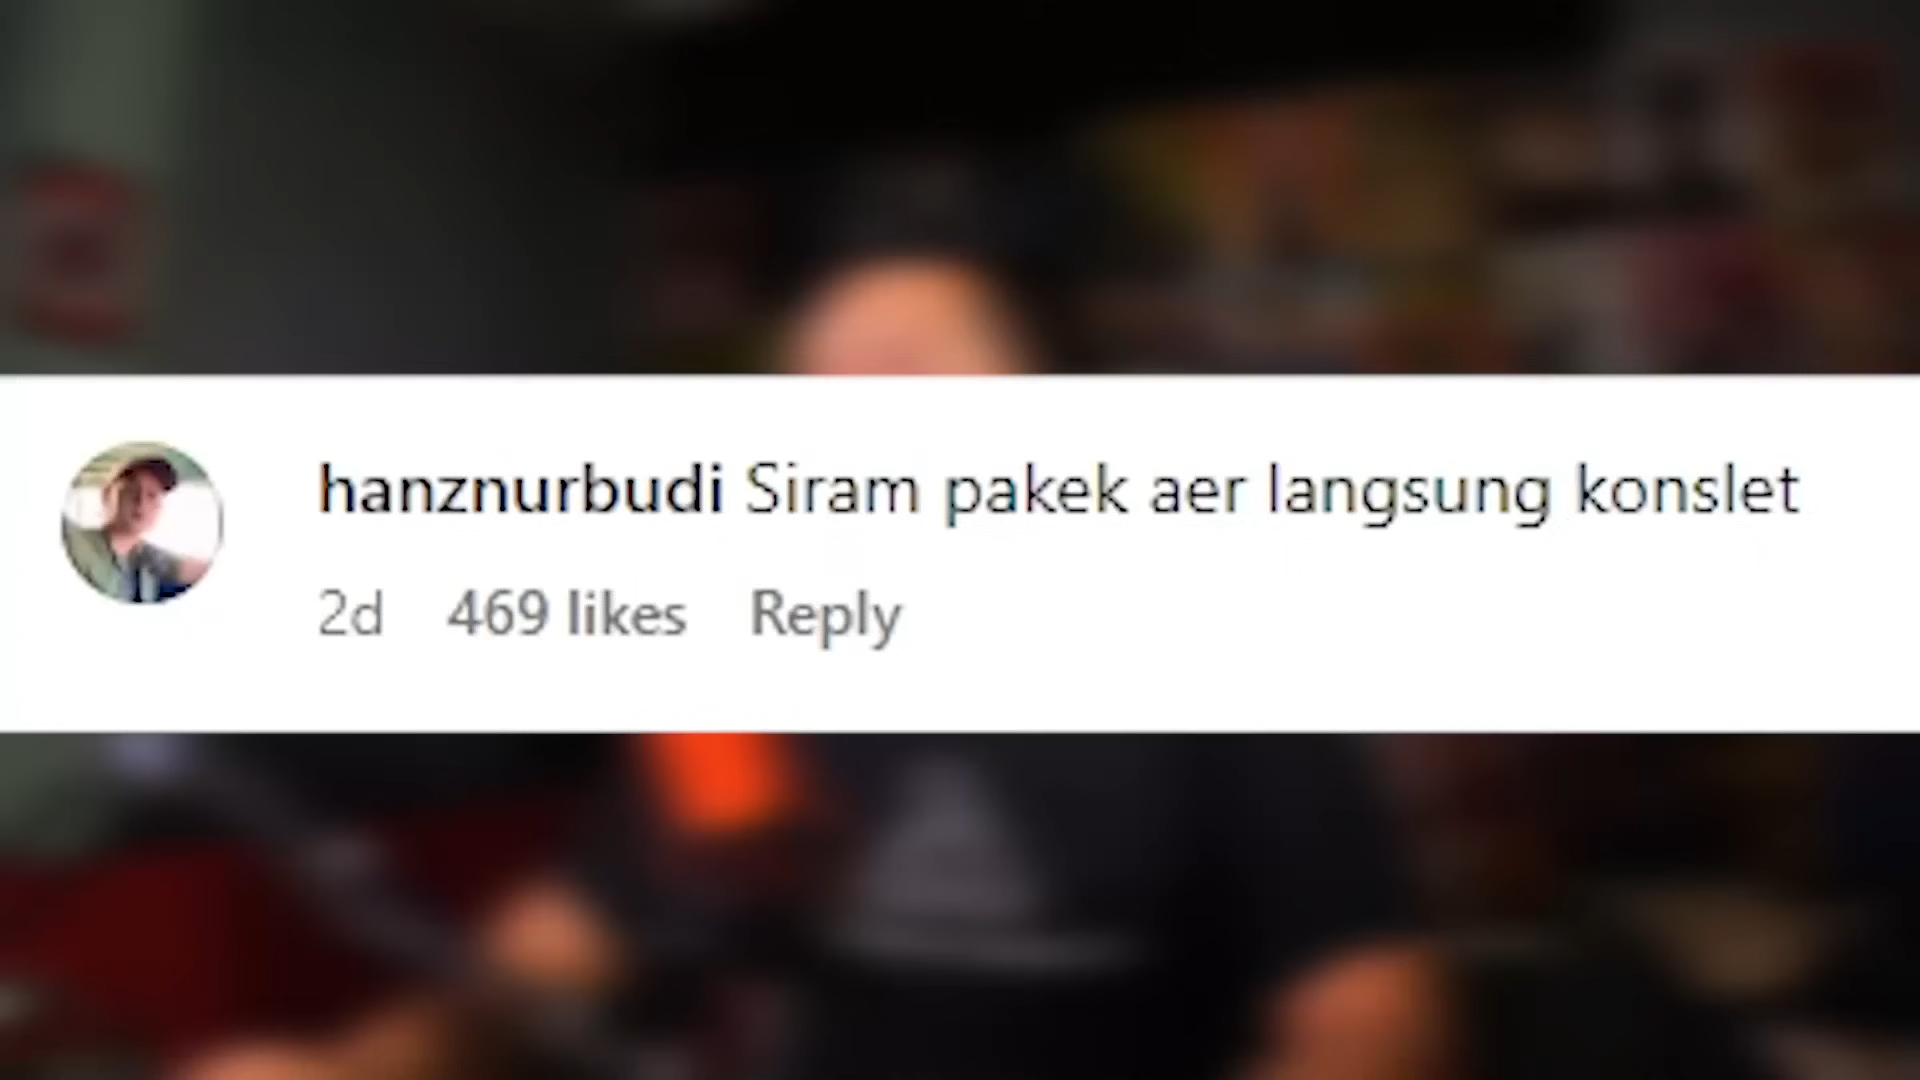 hanznurbudi Siram pakek aer langsung konslet
2d 469 likes Reply